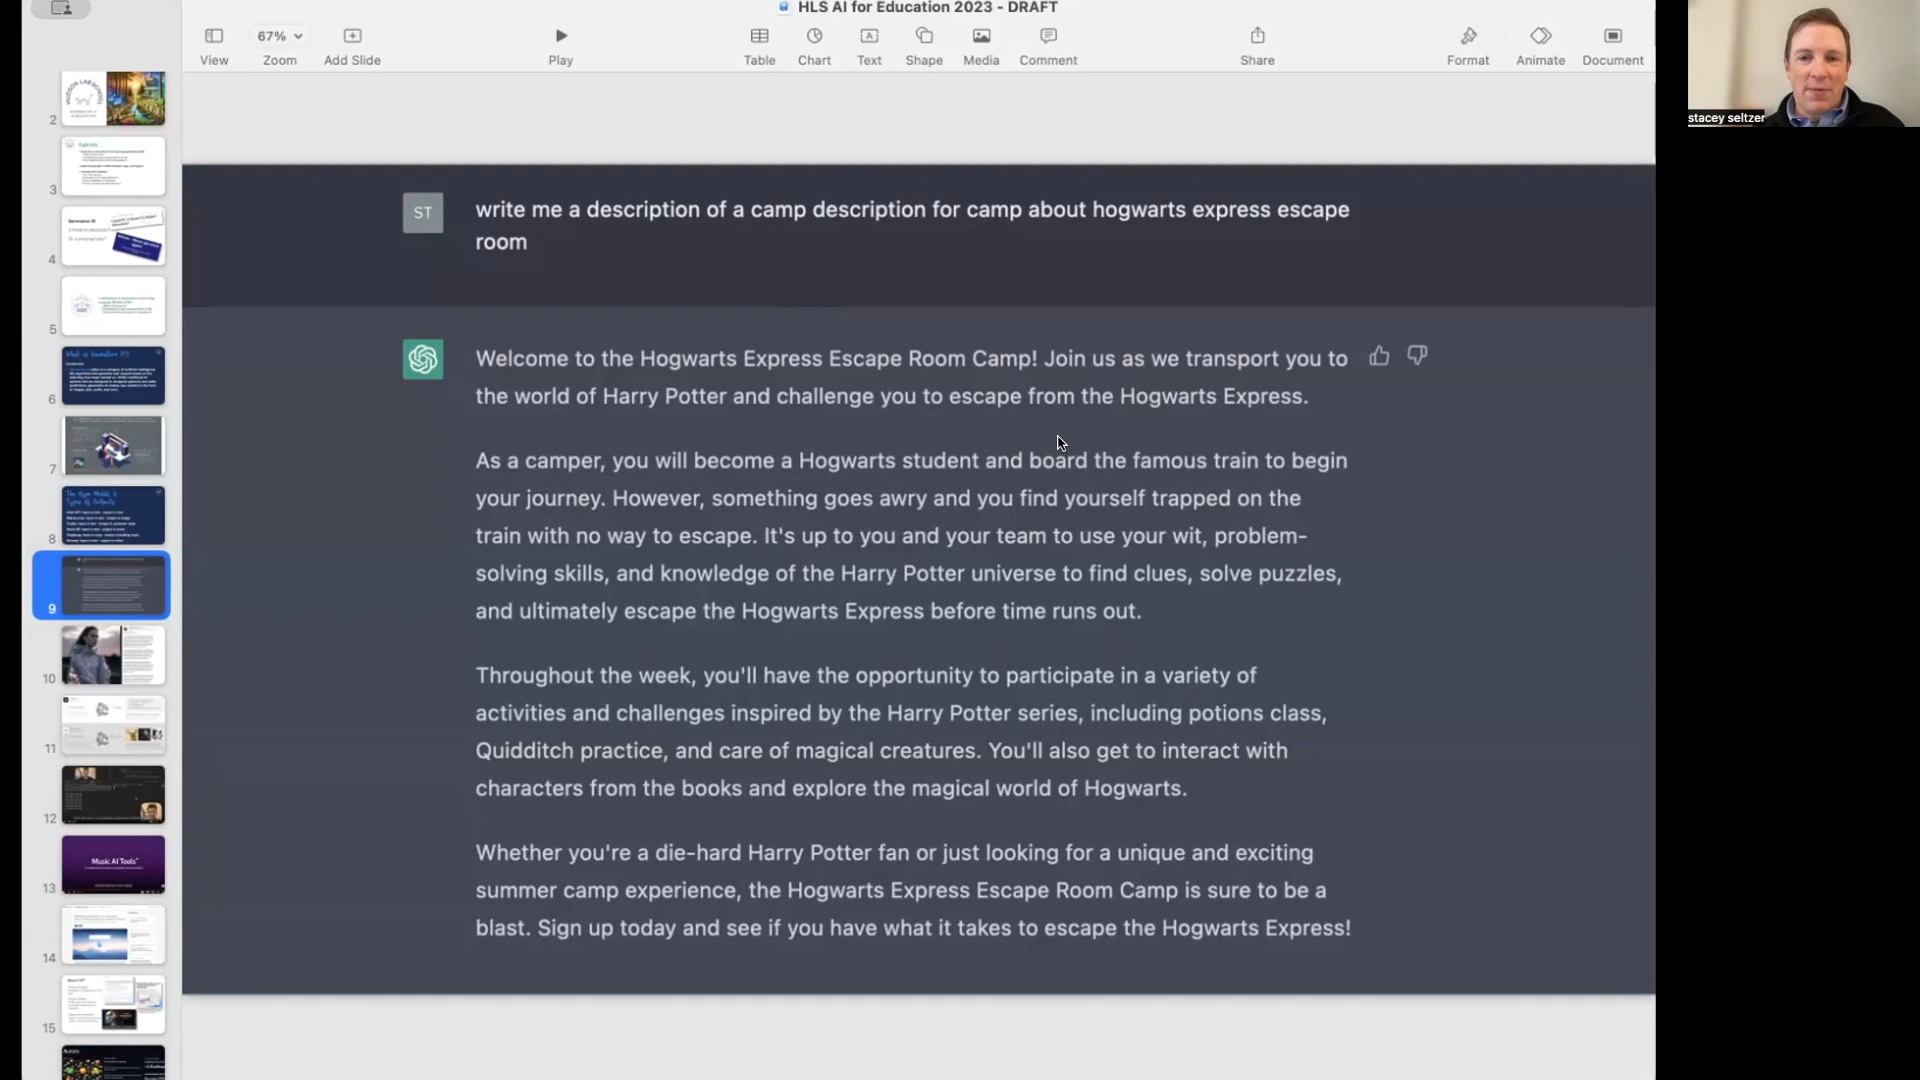 HLS AI for Education 2023 - DRAFT
67%
View
Zoom
Add Slide
Play
Table
Chart
Text
Shape
Media
Comment
Share
Format
Animate
Document
stacey seltzer
2
3
Agenda
4
Generative AI
5
6
What is Generative AI?
7
8
9
10
11
12
13
Music AI Tools
14
15
ST
write me a description of a camp description for camp about hogwarts express escape
room
Welcome to the Hogwarts Express Escape Room Camp! Join us as we transport you to
the world of Harry Potter and challenge you to escape from the Hogwarts Express.
As a camper, you will become a Hogwarts student and board the famous train to begin
your journey. However, something goes awry and you find yourself trapped on the
train with no way to escape. It's up to you and your team to use your wit, problem-
solving skills, and knowledge of the Harry Potter universe to find clues, solve puzzles,
and ultimately escape the Hogwarts Express before time runs out.
Throughout the week, you'll have the opportunity to participate in a variety of
activities and challenges inspired by the Harry Potter series, including potions class,
Quidditch practice, and care of magical creatures. You'll also get to interact with
characters from the books and explore the magical world of Hogwarts.
Whether you're a die-hard Harry Potter fan or just looking for a unique and exciting
summer camp experience, the Hogwarts Express Escape Room Camp is sure to be a
blast. Sign up today and see if you have what it takes to escape the Hogwarts Express!